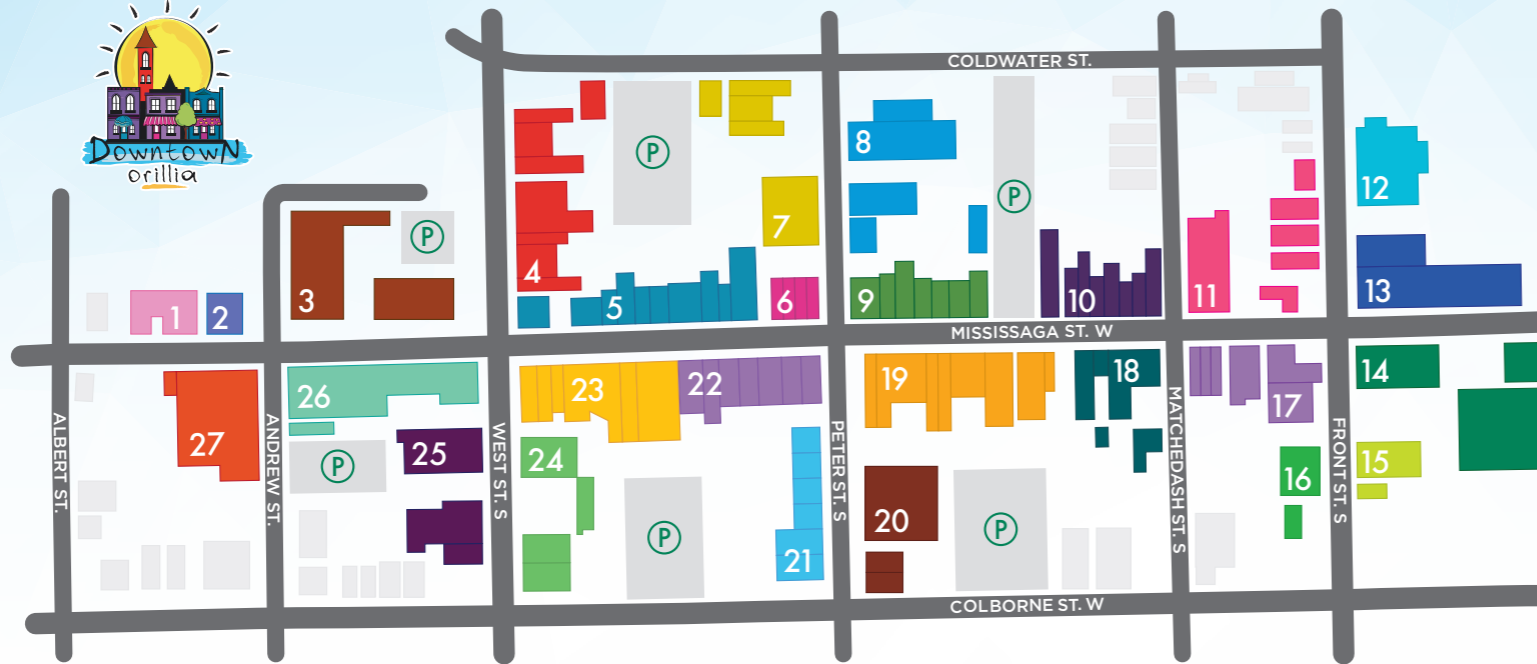 DOWNTOWN
orillia
COLDWATER ST.
P
P
P
8
12
7
4
5
6
9
10
11
13
3
1
2
MISSISSAGA ST. W
ALBERT ST.
ANDREW ST.
WEST ST. S
PETER ST. S
MATCHEDASH ST. S
FRONT ST. S
27
26
25
P
24
23
22
21
P
19
18
20
P
17
16
14
15
COLBORNE ST. W